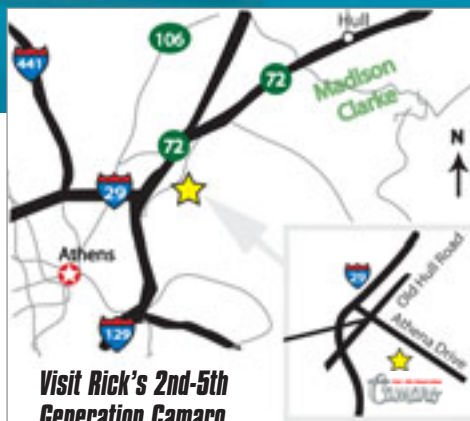 Hull
106
441
72
Madison
Clarke
72
N
29
Athens
Old Hull Road
29
Athena Drive
129
Camaro
Visit Rick's 2nd-5th
Generation Camaro